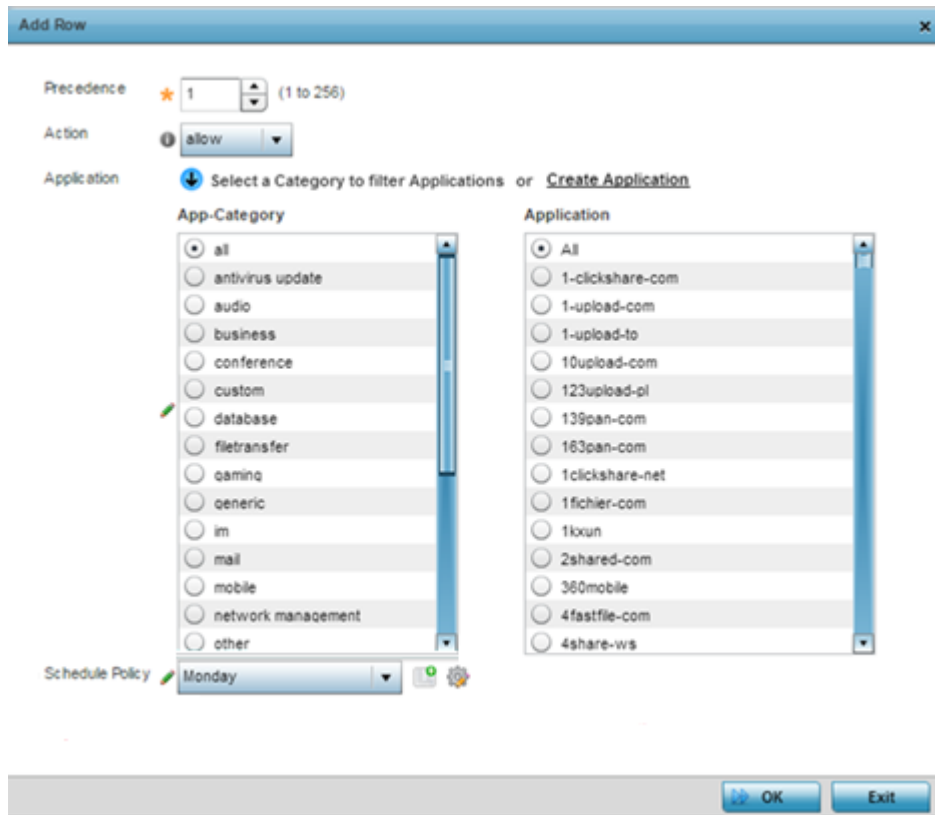 Add Row
Precedence
1
(1 to 256)
Action
allow
Application
Select a Category to filter Applications or Create Application
App-Category
all
antivirus update
audio
business
conference
custom
database
filetransfer
gaming
generic
im
mail
mobile
network management
other
Application
All
1-clickshare-com
1-upload-com
1-upload-to
10upload-com
123upload-pl
139pan-com
163pan-com
1clickshare-net
1fichier-com
1kxun
2shared-com
360mobile
4fastfile-com
4share-ws
Schedule Policy
Monday
OK
Exit